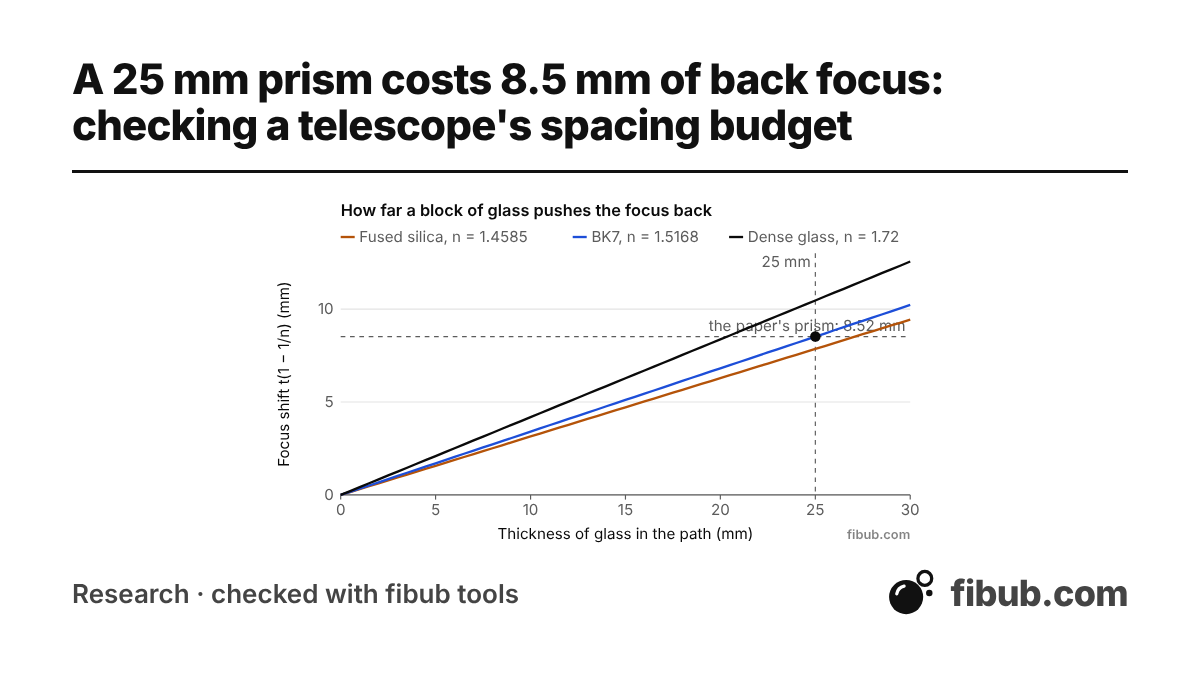 A 25 mm prism costs 8.5 mm of back focus:
checking a telescope's spacing budget
How far a block of glass pushes the focus back
Fused silica, n = 1.4585
BK7, n = 1.5168
Dense glass, n = 1.72
25 mm
the paper's prism: 8.52 mm
Focus shift t(1 − 1/n) (mm)
10
5
0
0 5 10 15 20 25 30
Thickness of glass in the path (mm)
fibub.com
Research · checked with fibub tools
fibub.com